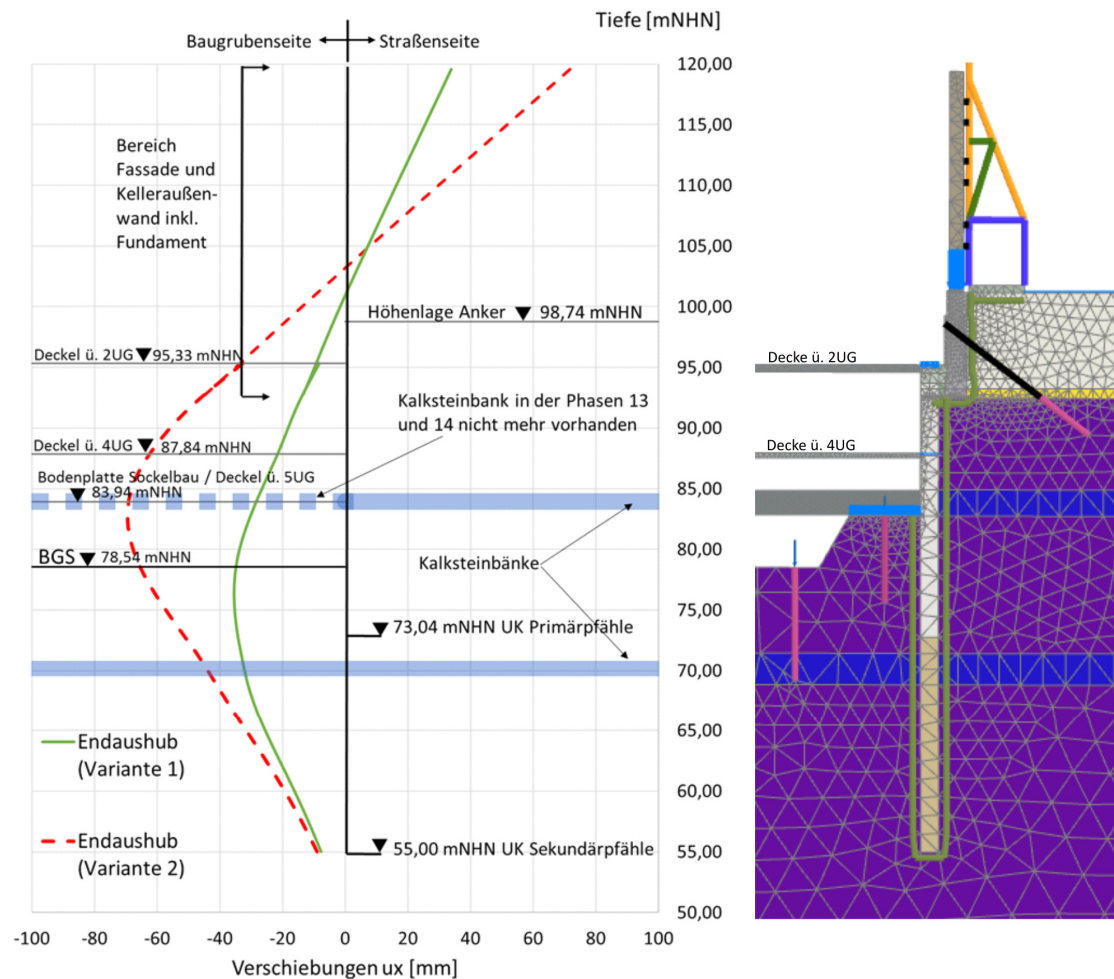 Tiefe [mNHN]
Baugrubenseite
Straßenseite
120,00
115,00
110,00
105,00
100,00
95,00
90,00
85,00
80,00
75,00
70,00
65,00
60,00
55,00
50,00
Bereich
Fassade und
Kelleraußen-
wand inkl.
Fundament
Höhenlage Anker 98,74 mNHN
Deckel ü. 2UG 95,33 mNHN
Kalksteinbank in der Phasen 13
und 14 nicht mehr vorhanden
Deckel ü. 4UG 87,84 mNHN
Bodenplatte Sockelbau / Deckel ü. 5UG
83,94 mNHN
BGS 78,54 mNHN
Kalksteinbänke
73,04 mNHN UK Primärpfähle
Endaushub
(Variante 1)
Endaushub
(Variante 2)
55,00 mNHN UK Sekundärpfähle
-100 -80 -60 -40 -20 0 20 40 60 80 100
Verschiebungen ux [mm]
Decke ü. 2UG
Decke ü. 4UG